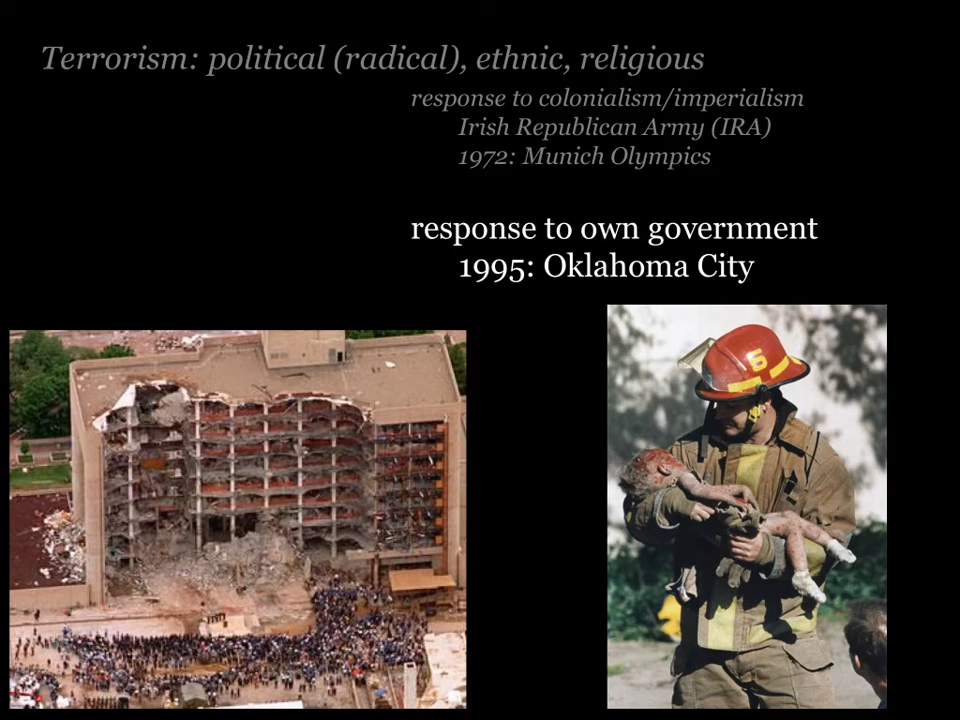 Terrorism: political (radical), ethnic, religious
response to colonialism/imperialism
Irish Republican Army (IRA)
1972: Munich Olympics
response to own government
1995: Oklahoma City
6